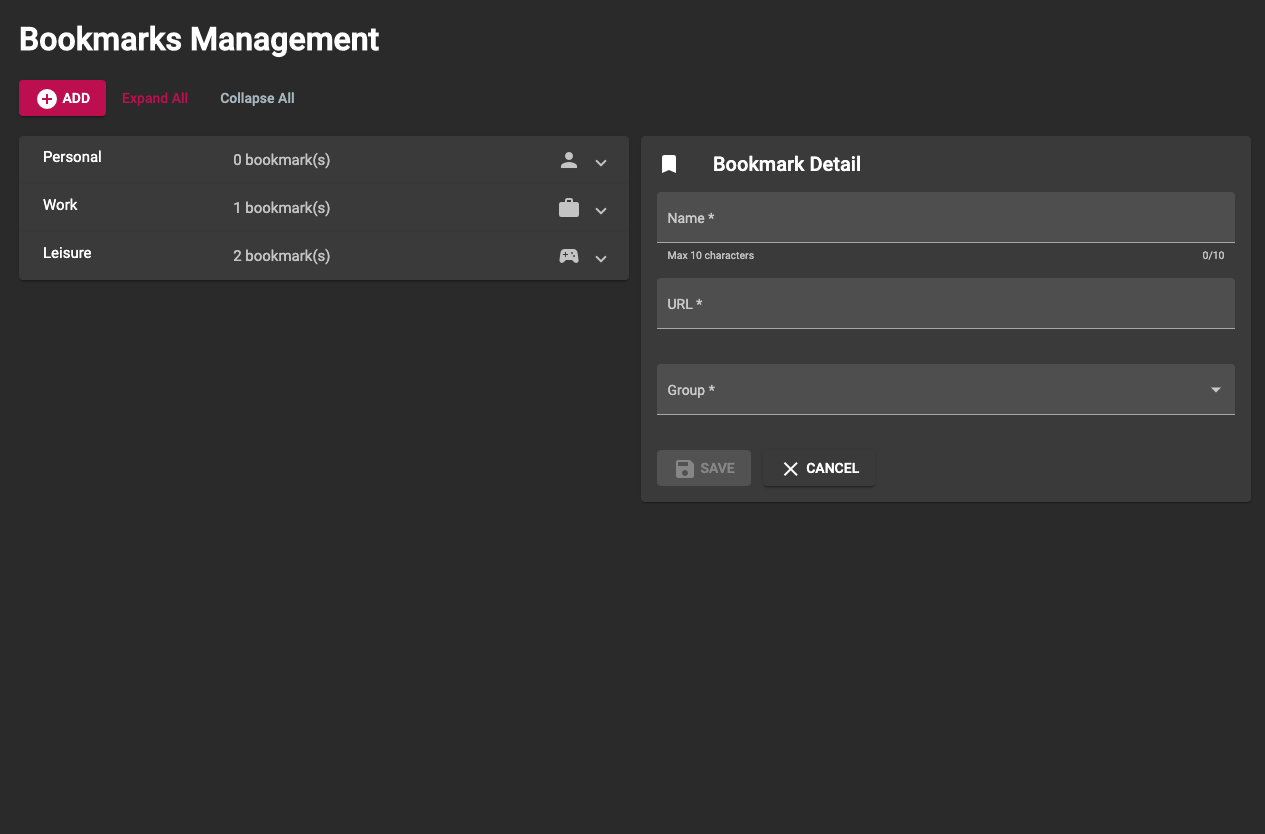 Bookmarks Management
ADD Expand All Collapse All
Personal 0 bookmark(s)
Work 1 bookmark(s)
Leisure 2 bookmark(s)
Bookmark Detail
Name *
Max 10 characters 0/10
URL *
Group *
SAVE CANCEL